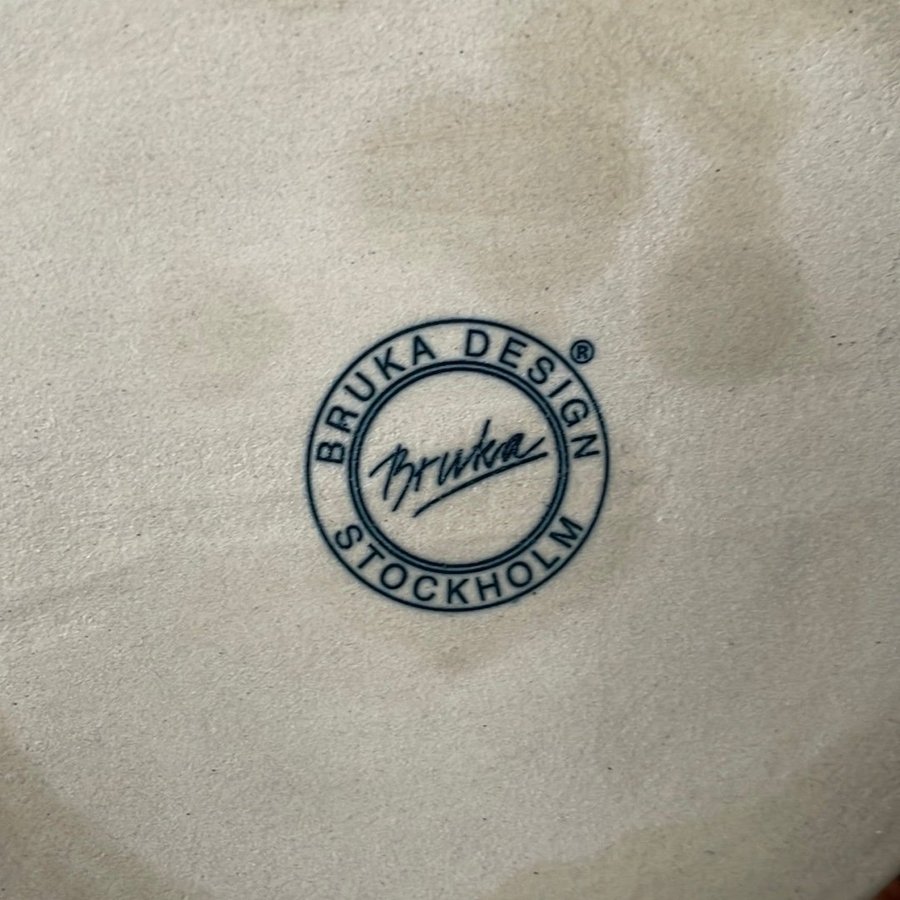 BRUKA DESIGN
®
Bruka
STOCKHOLM